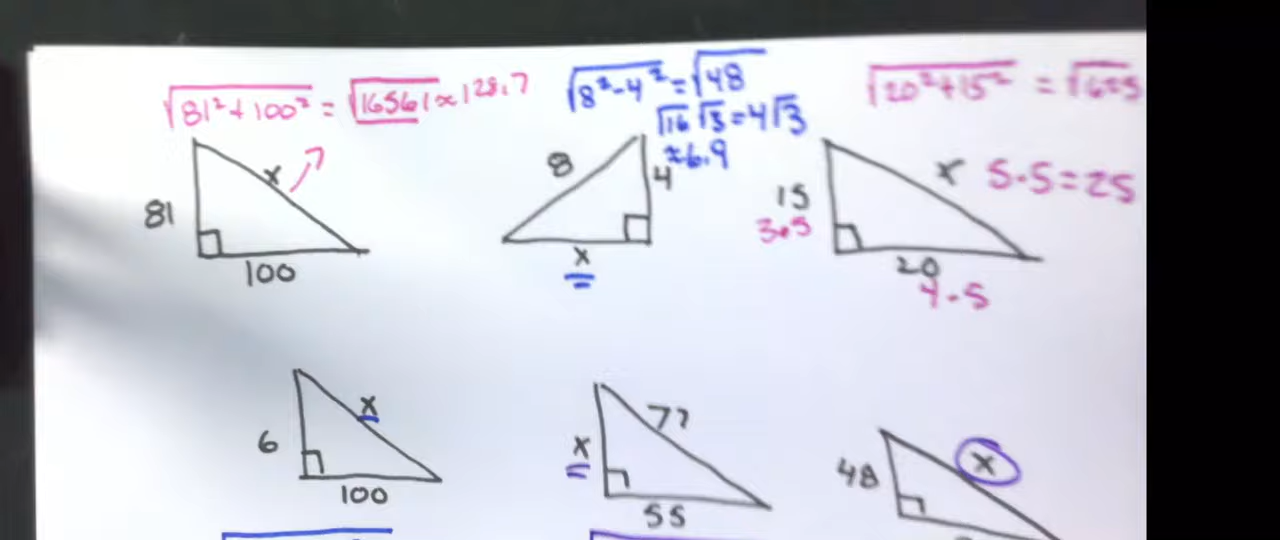 √81²+100² = √16561 ≈ 128.7
√8²-4² = √48
√16 √3 = 4√3
≈6.9
√20²+15² = √625
81
x
100
8
4
x
15
3·5
x
5·5=25
20
4·5
6
x
100
x
77
55
48
x